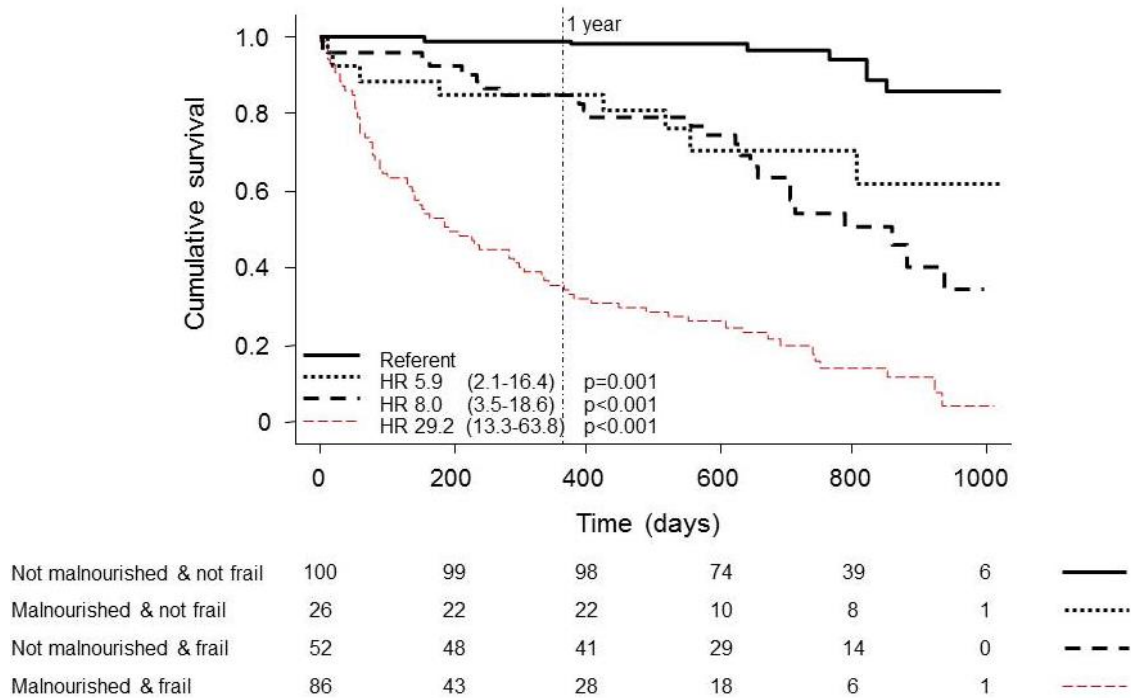 1 year
1.0
0.8
0.6
0.4
0.2
0
Cumulative survival
Referent
HR 5.9 (2.1-16.4) p=0.001
HR 8.0 (3.5-18.6) p<0.001
HR 29.2 (13.3-63.8) p<0.001
0 200 400 600 800 1000
Time (days)
Not malnourished & not frail 100 99 98 74 39 6
Malnourished & not frail 26 22 22 10 8 1
Not malnourished & frail 52 48 41 29 14 0
Malnourished & frail 86 43 28 18 6 1